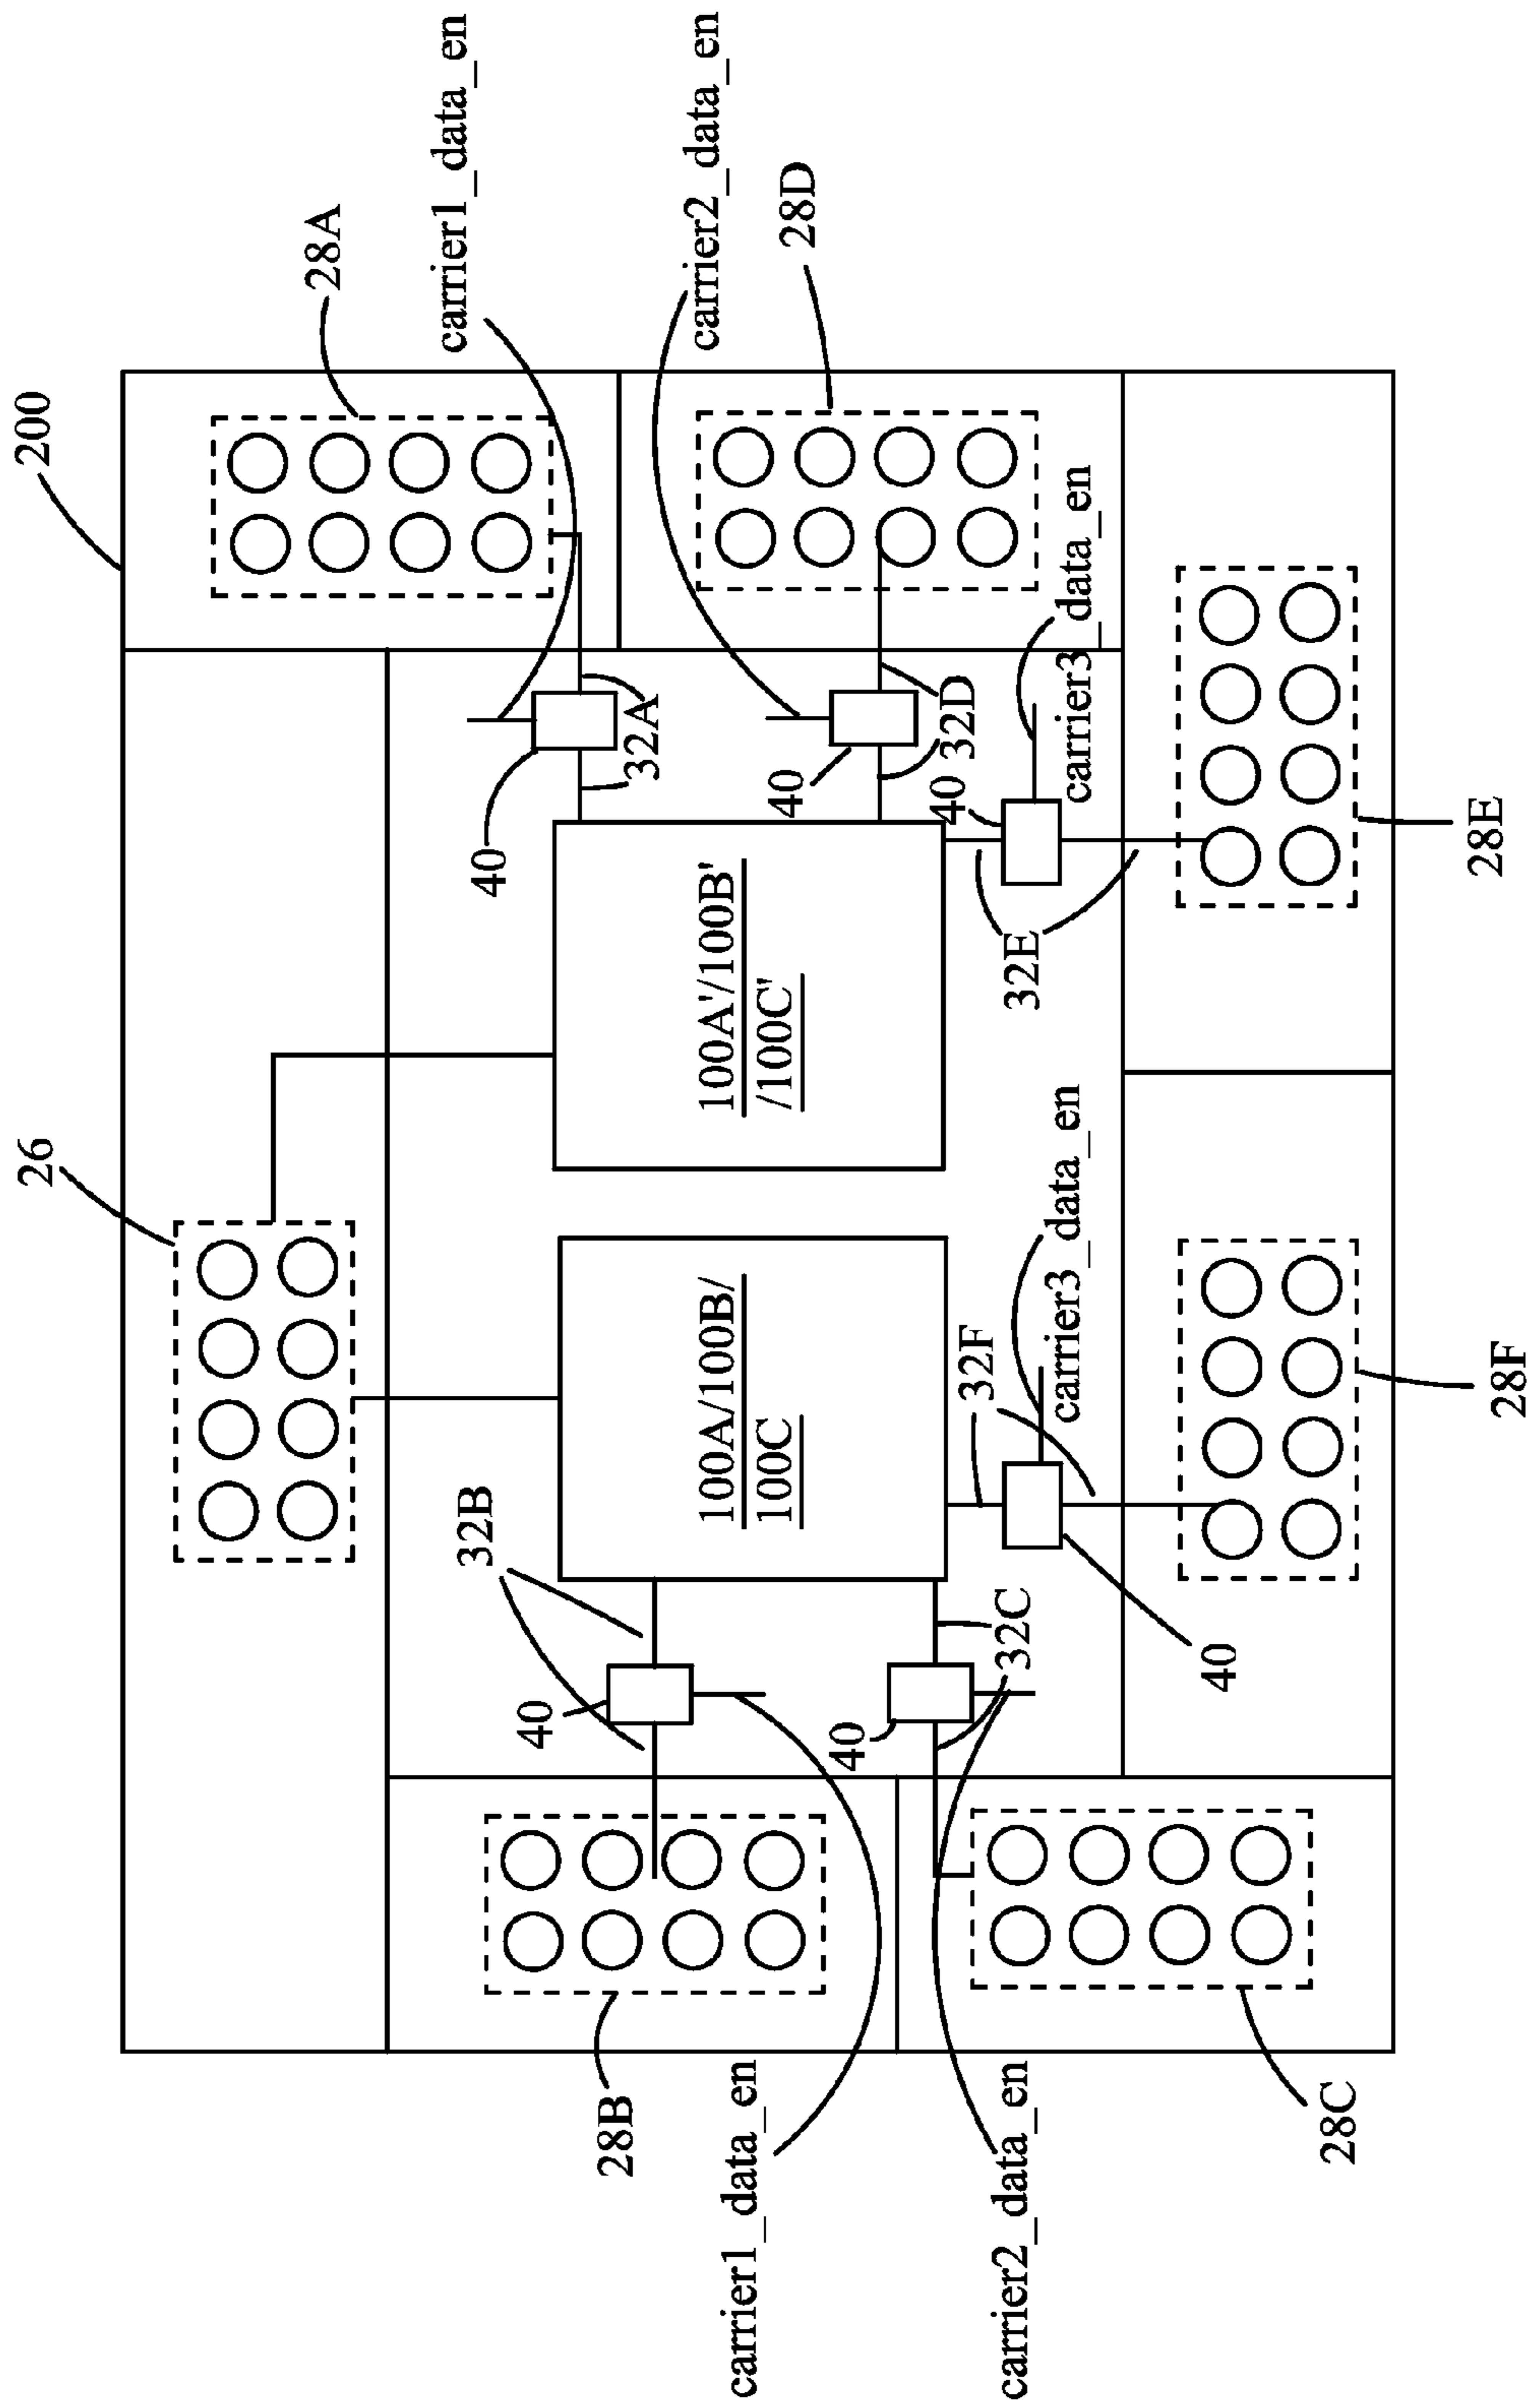 26
200
28A
carrier1_data_en
32B
40
40
28B
32A
carrier2_data_en
100A/100B/
100C
100A'/100B'
/100C'
carrier1_data_en
40
28D
40
40
32D
32F
carrier2_data_en
32C
32E
carrier3_data_en
carrier3_data_en
40
28C
28E
28F